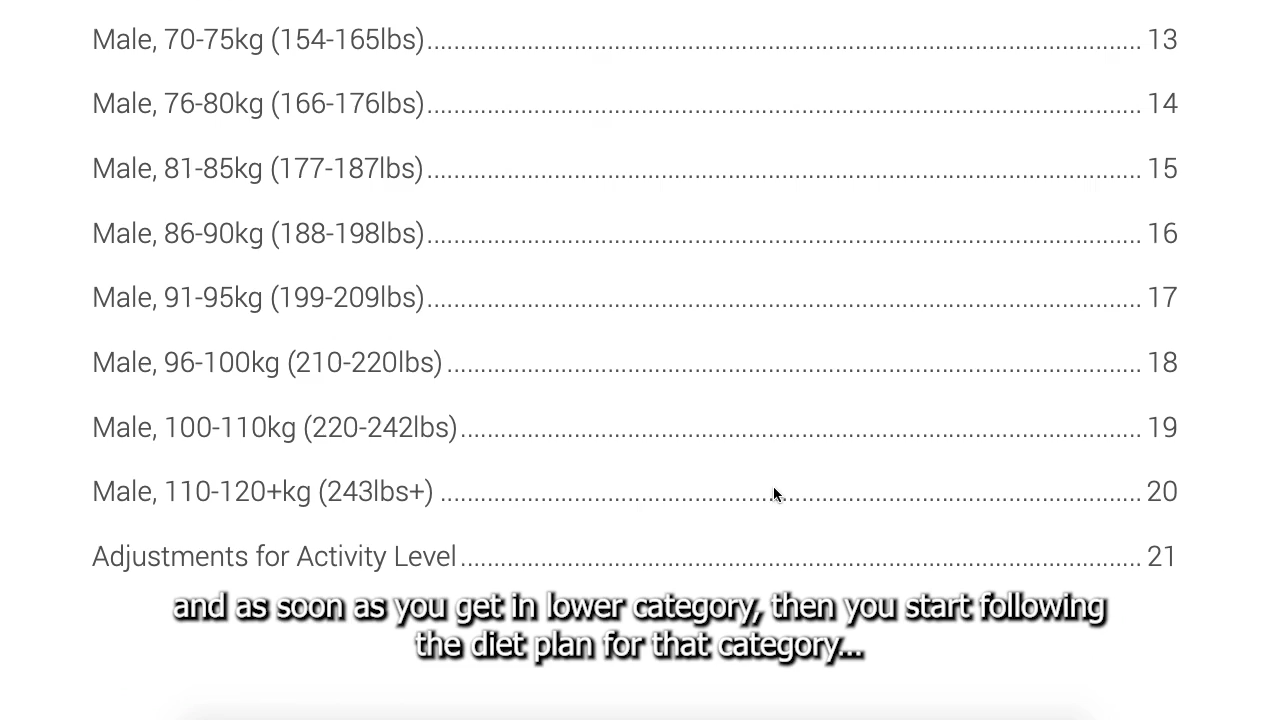 Male, 70-75kg (154-165lbs)........................................................................................................ 13
Male, 76-80kg (166-176lbs)........................................................................................................ 14
Male, 81-85kg (177-187lbs)........................................................................................................ 15
Male, 86-90kg (188-198lbs)........................................................................................................ 16
Male, 91-95kg (199-209lbs)........................................................................................................ 17
Male, 96-100kg (210-220lbs)..................................................................................................... 18
Male, 100-110kg (220-242lbs)................................................................................................... 19
Male, 110-120+kg (243lbs+) ...................................................................................................... 20
Adjustments for Activity Level................................................................................................... 21
and as soon as you get in lower category, then you start following
the diet plan for that category...